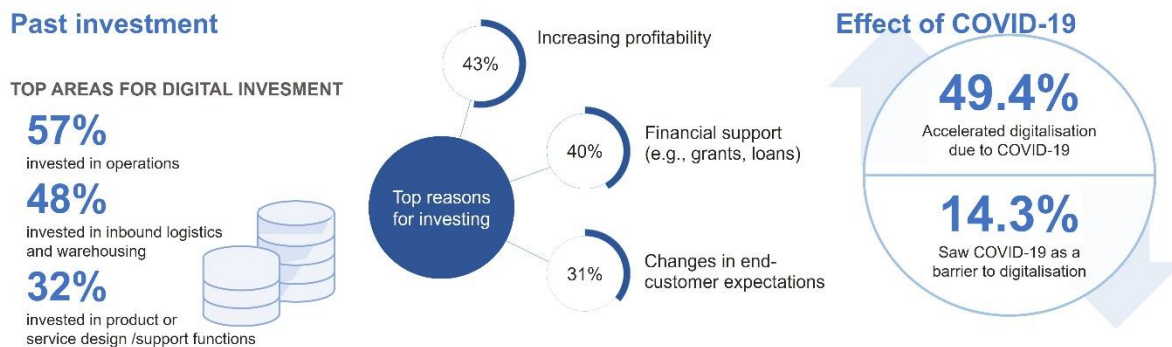 Past investment
TOP AREAS FOR DIGITAL INVESMENT
57%
invested in operations
48%
invested in inbound logistics
and warehousing
32%
invested in product or
service design /support functions
Top reasons
for investing
43%
Increasing profitability
40%
Financial support
(e.g., grants, loans)
31%
Changes in end-
customer expectations
Effect of COVID-19
49.4%
Accelerated digitalisation
due to COVID-19
14.3%
Saw COVID-19 as a
barrier to digitalisation